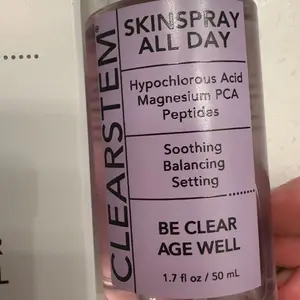 CLEARSTEM®
SKINSPRAY
ALL DAY
Hypochlorous Acid
Magnesium PCA
Peptides
Soothing
Balancing
Setting
BE CLEAR
AGE WELL
1.7 fl oz / 50 mL